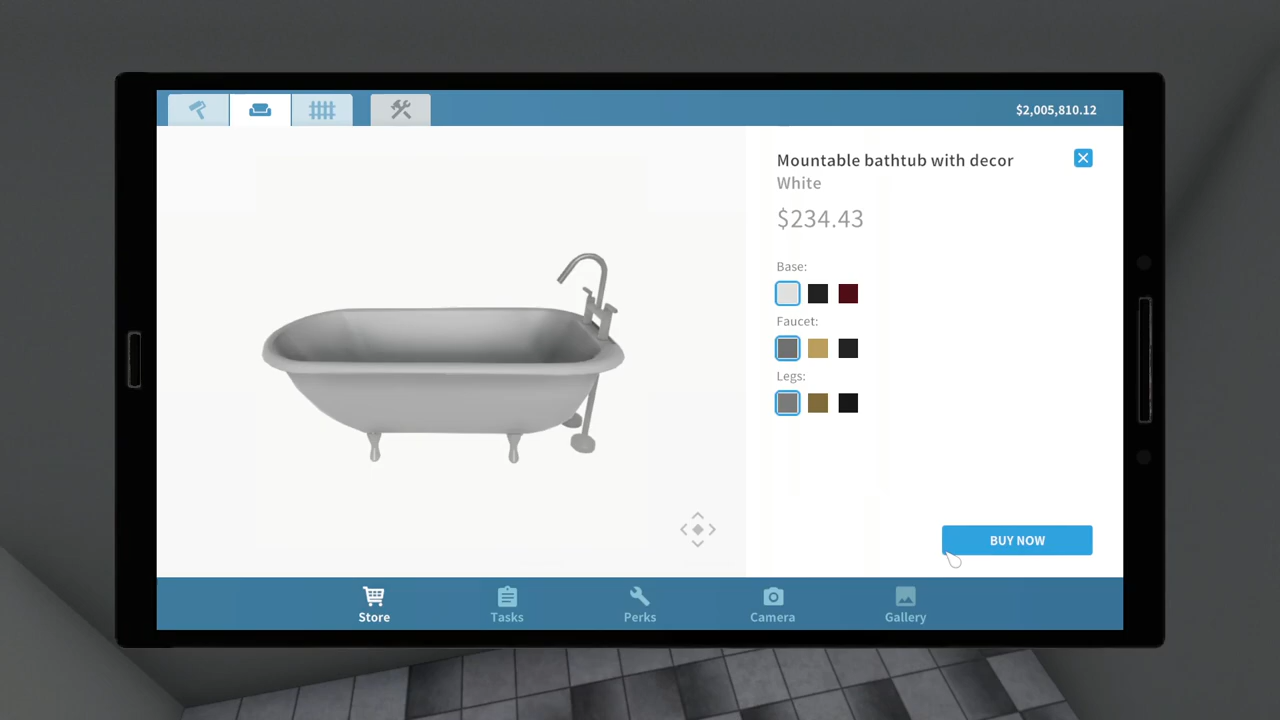 $2,005,810.12
Mountable bathtub with decor
White
$234.43
Base:
Faucet:
Legs:
BUY NOW
Store
Tasks
Perks
Camera
Gallery